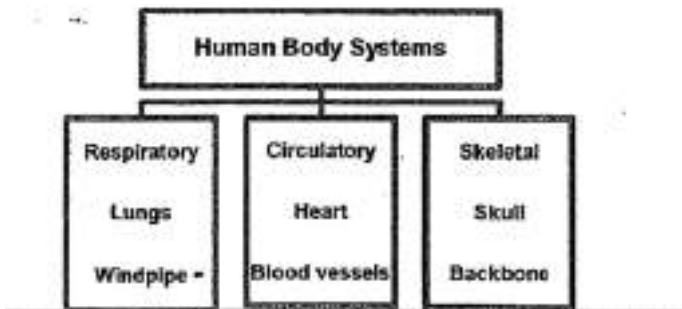 Human Body Systems
Respiratory
Lungs
Windpipe
Circulatory
Heart
Blood vessels
Skeletal
Skull
Backbone